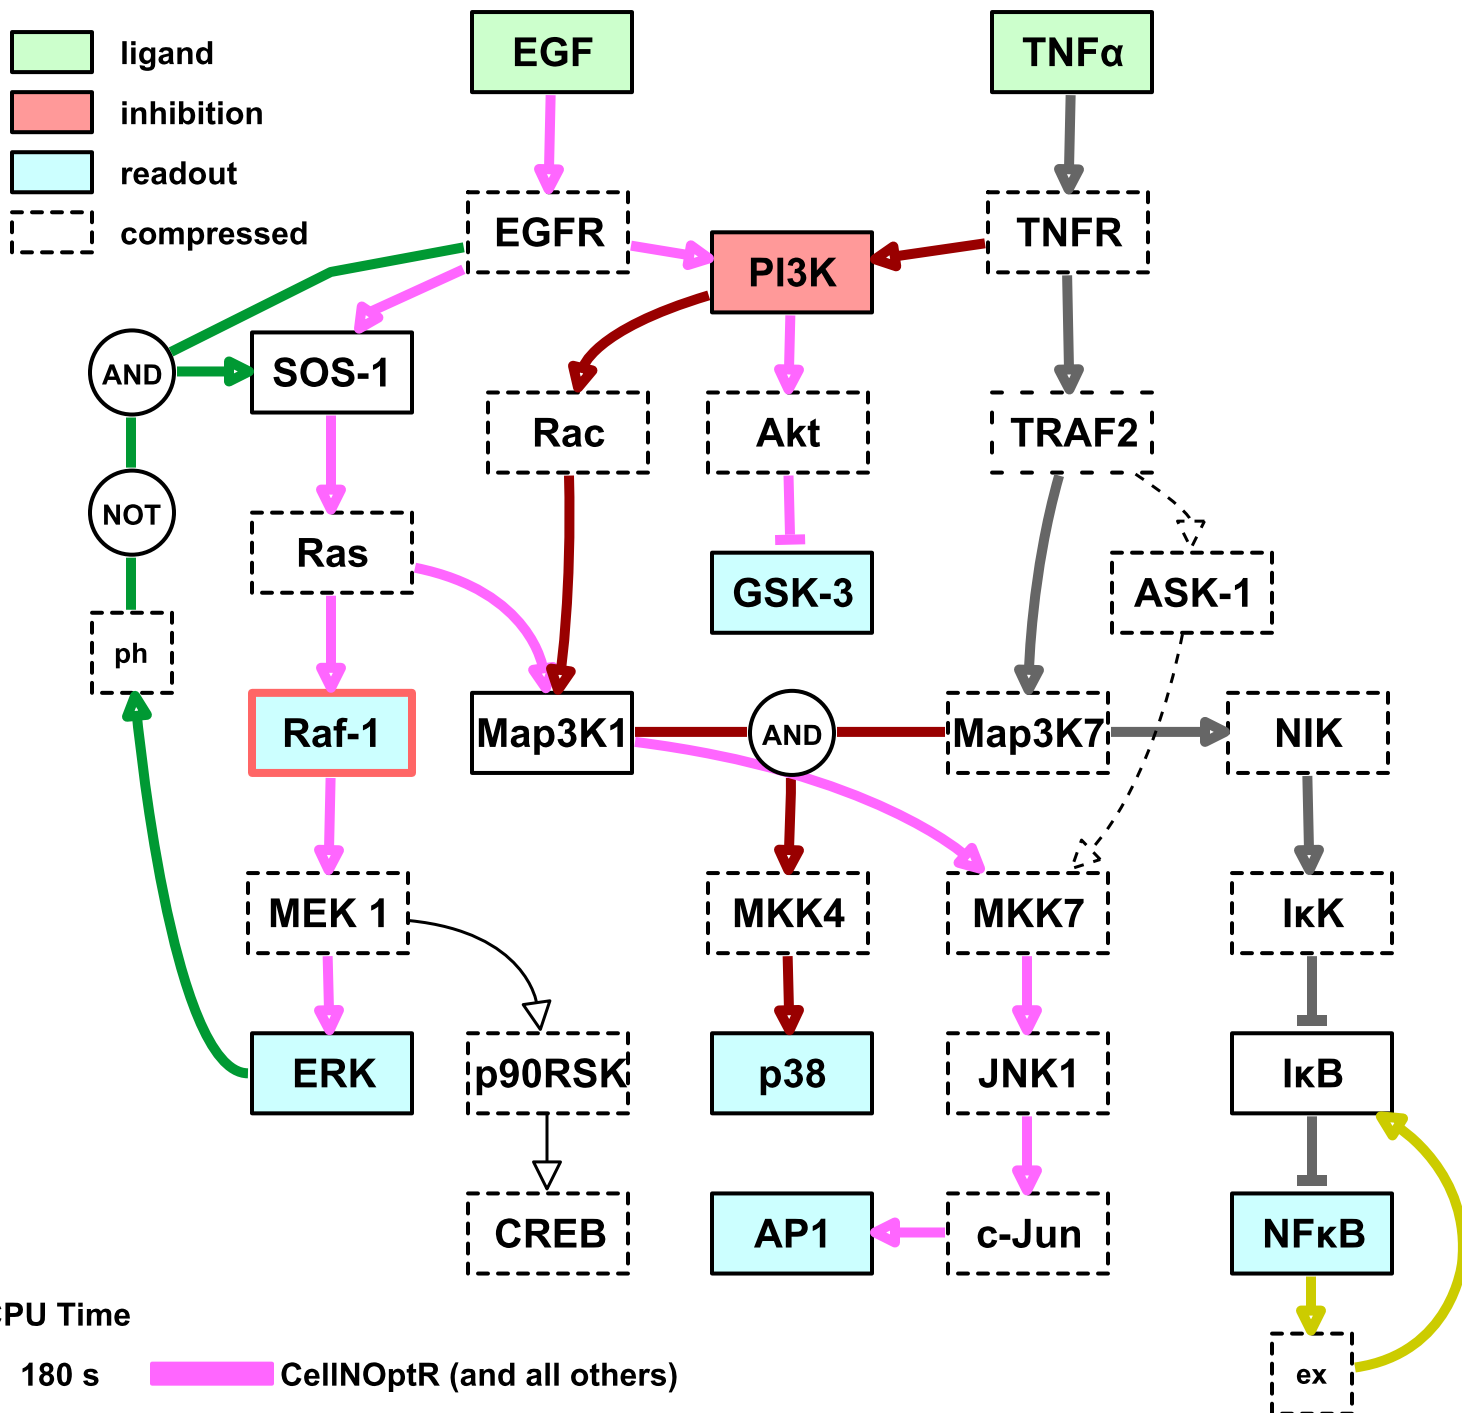 ligand
inhibition
readout
compressed
EGF
TNFα
EGFR
TNFR
PI3K
AND
SOS-1
Rac
Akt
TRAF2
NOT
Ras
GSK-3
ASK-1
ph
Raf-1
Map3K1
AND
Map3K7
NIK
MEK 1
MKK4
MKK7
IκK
ERK
p90RSK
p38
JNK1
IκB
CREB
AP1
c-Jun
NFκB
CPU Time
ex
180 s
CellNOptR (and all others)